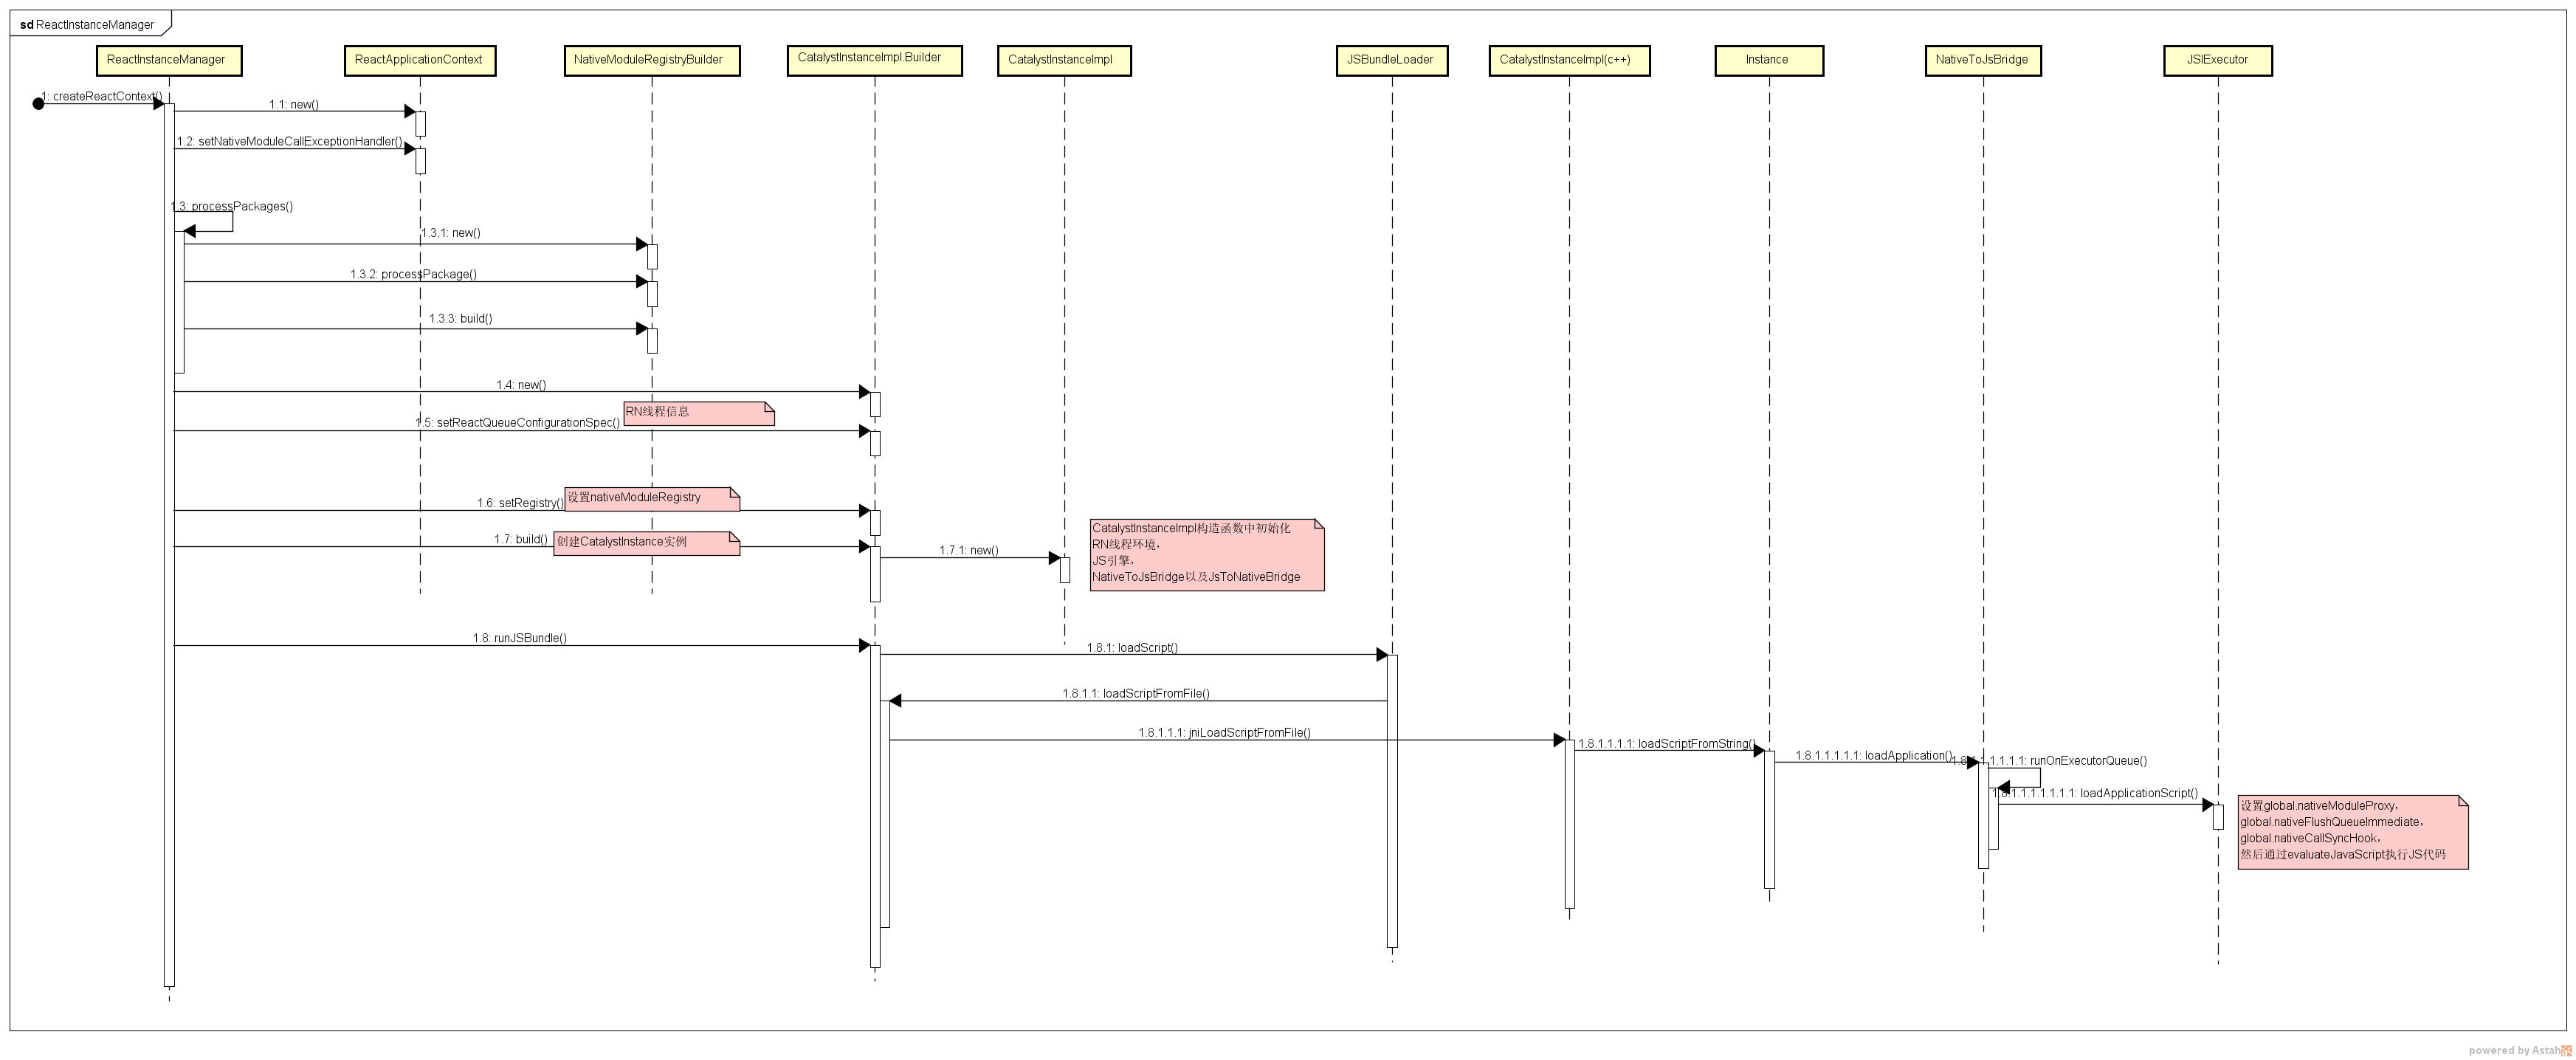 sd ReactInstanceManager
ReactInstanceManager
ReactApplicationContext
NativeModuleRegistryBuilder
CatalystInstanceImpl.Builder
CatalystInstanceImpl
JSBundleLoader
CatalystInstanceImpl(c++)
Instance
NativeToJsBridge
JSIExecutor
1: createReactContext()
1.1: new()
1.2: setNativeModuleCallExceptionHandler()
1.3: processPackages()
1.3.1: new()
1.3.2: processPackage()
1.3.3: build()
1.4: new()
RN线程信息
1.5: setReactQueueConfigurationSpec()
设置nativeModuleRegistry
1.6: setRegistry()
1.7: build()
创建CatalystInstance实例
1.7.1: new()
CatalystInstanceImpl构造函数中初始化
RN线程环境,
JS引擎,
NativeToJsBridge以及JsToNativeBridge
1.8: runJSBundle()
1.8.1: loadScript()
1.8.1.1: loadScriptFromFile()
1.8.1.1.1: jniLoadScriptFromFile()
1.8.1.1.1.1: loadScriptFromString()
1.8.1.1.1.1.1: loadApplication()
1.8.1.1.1.1.1.1: runOnExecutorQueue()
1.8.1.1.1.1.1.1.1: loadApplicationScript()
设置global.nativeModuleProxy,
global.nativeFlushQueueImmediate,
global.nativeCallSyncHook,
然后通过evaluateJavaScript执行JS代码
powered by Astah